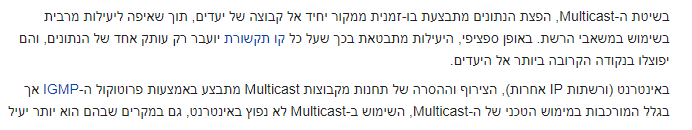 בשיטת ה-Multicast, הפצת הנתונים מתבצעת בו-זמנית ממקור יחיד אל קבוצה של יעדים, תוך שאיפה ליעילות מרבית
בשימוש במשאבי הרשת. באופן ספציפי, היעילות מתבטאת בכך שעל כל קו תקשורת יועבר רק עותק אחד של הנתונים, והם
יפוצלו בנקודה הקרובה ביותר אל היעדים.
באינטרנט (ורשתות IP אחרות), הצירוף וההסרה של תחנות מקבוצות Multicast מתבצע באמצעות פרוטוקול ה-IGMP אך
בגלל המורכבות במימוש הטכני של ה-Multicast, השימוש ב-Multicast לא נפוץ באינטרנט, גם במקרים שבהם הוא יותר יעיל